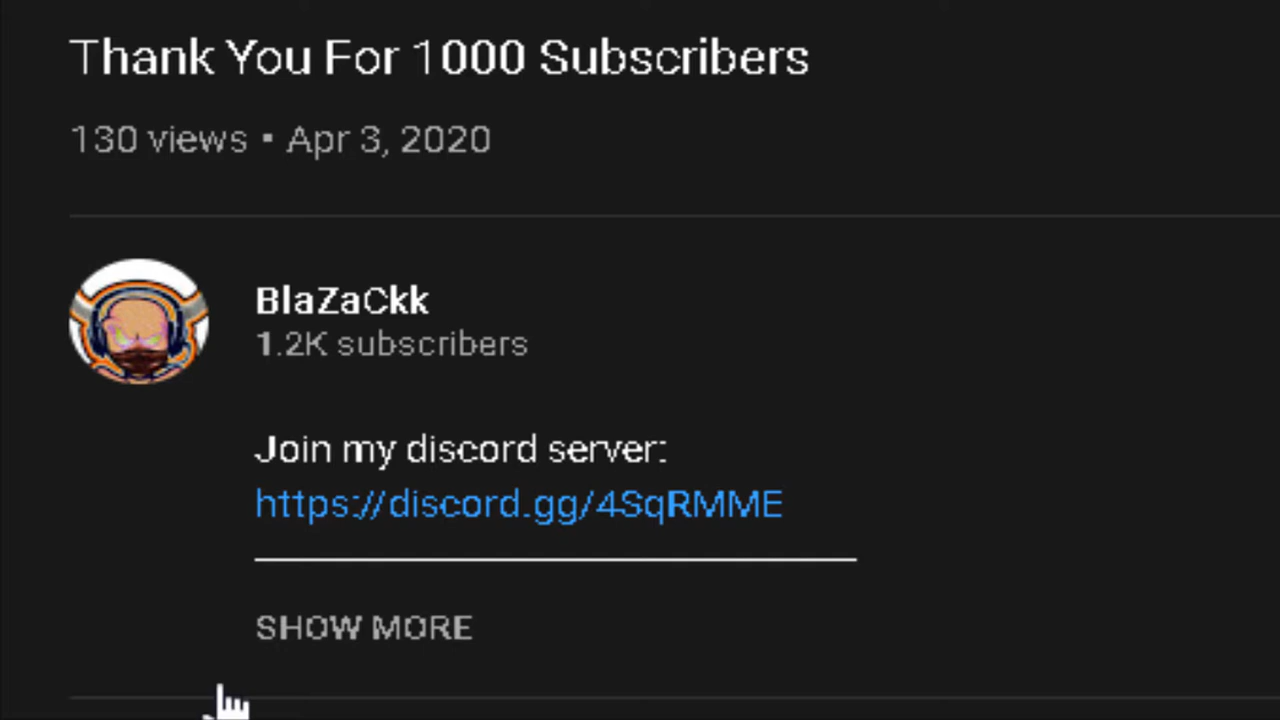 Thank You For 1000 Subscribers
130 views • Apr 3, 2020
BlaZaCkk
1.2K subscribers
Join my discord server:
https://discord.gg/4SqRMME
SHOW MORE